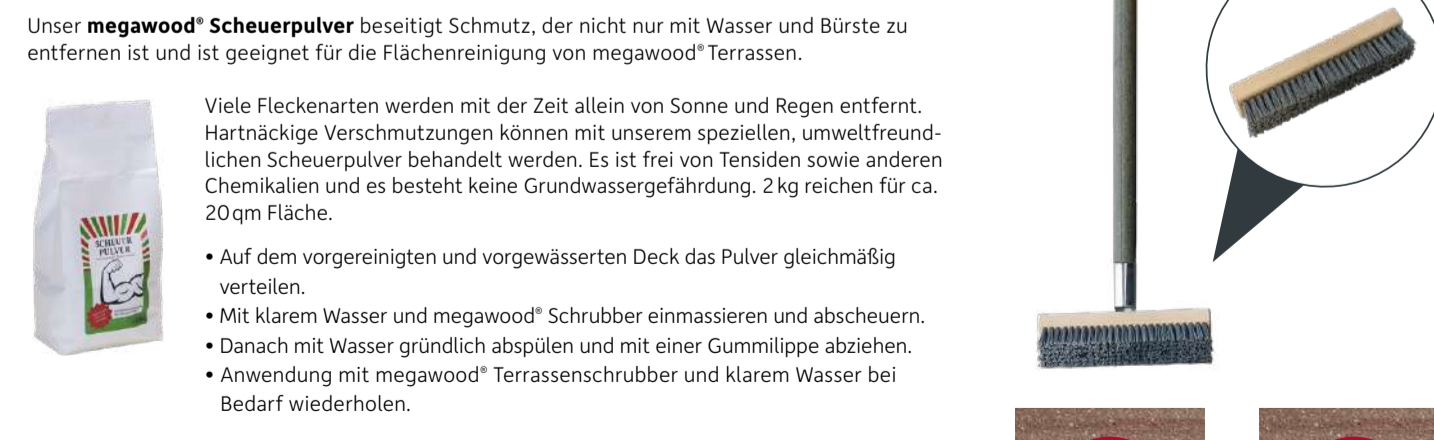 Unser megawood® Scheuerpulver beseitigt Schmutz, der nicht nur mit Wasser und Bürste zu
entfernen ist und ist geeignet für die Flächenreinigung von megawood® Terrassen.
Viele Fleckenarten werden mit der Zeit allein von Sonne und Regen entfernt.
Hartnäckige Verschmutzungen können mit unserem speziellen, umweltfreund-
lichen Scheuerpulver behandelt werden. Es ist frei von Tensiden sowie anderen
Chemikalien und es besteht keine Grundwassergefährdung. 2 kg reichen für ca.
20 qm Fläche.
• Auf dem vorgereinigten und vorgewässerten Deck das Pulver gleichmäßig
verteilen.
• Mit klarem Wasser und megawood® Schrubber einmassieren und abscheuern.
• Danach mit Wasser gründlich abspülen und mit einer Gummilippe abziehen.
• Anwendung mit megawood® Terrassenschrubber und klarem Wasser bei
Bedarf wiederholen.
SCHEUER
PULVER